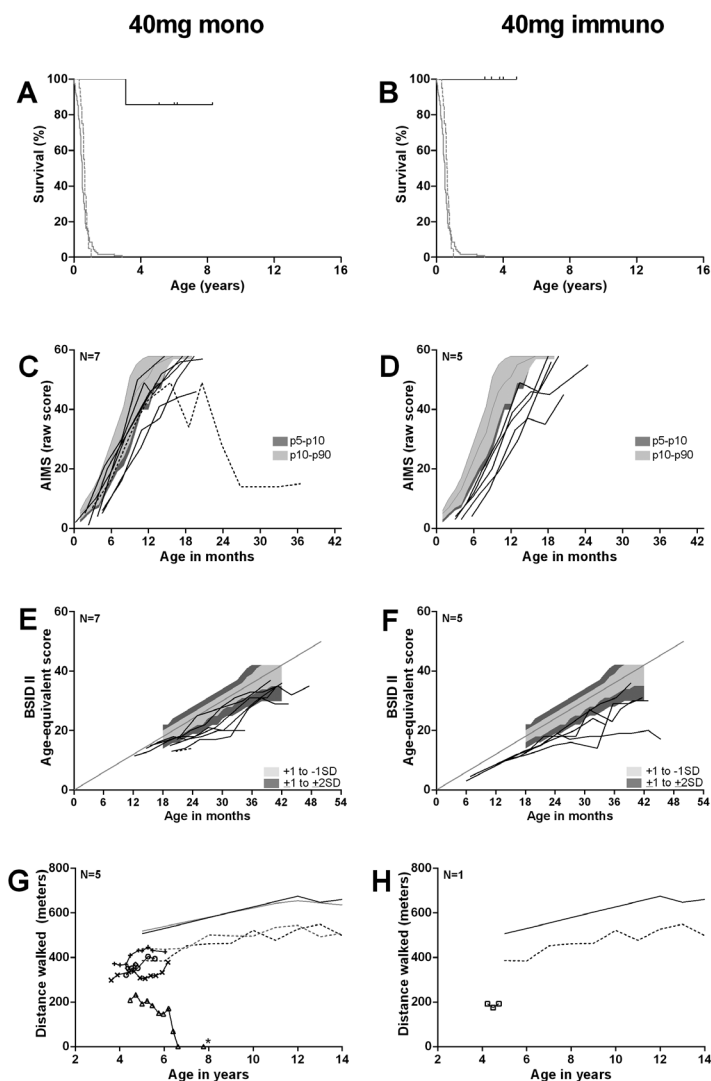 40mg mono
40mg immuno
A
Survival (%)
100
80
60
40
20
0
0 4 8 12 16
Age (years)
B
Survival (%)
100
80
60
40
20
0
0 4 8 12 16
Age (years)
C
N=7
AIMS (raw score)
60
40
20
0
p5-p10
p10-p90
0 6 12 18 24 30 36 42
Age in months
D
N=5
AIMS (raw score)
60
40
20
0
p5-p10
p10-p90
0 6 12 18 24 30 36 42
Age in months
E
N=7
BSID II
Age-equivalent score
60
40
20
0
+1 to -1SD
±1 to ±2SD
0 6 12 18 24 30 36 42 48 54
Age in months
F
N=5
BSID II
Age-equivalent score
60
40
20
0
+1 to -1SD
±1 to ±2SD
0 6 12 18 24 30 36 42 48 54
Age in months
G
N=5
Distance walked (meters)
800
600
400
200
0
*
2 4 6 8 10 12 14
Age in years
H
N=1
Distance walked (meters)
800
600
400
200
0
2 4 6 8 10 12 14
Age in years